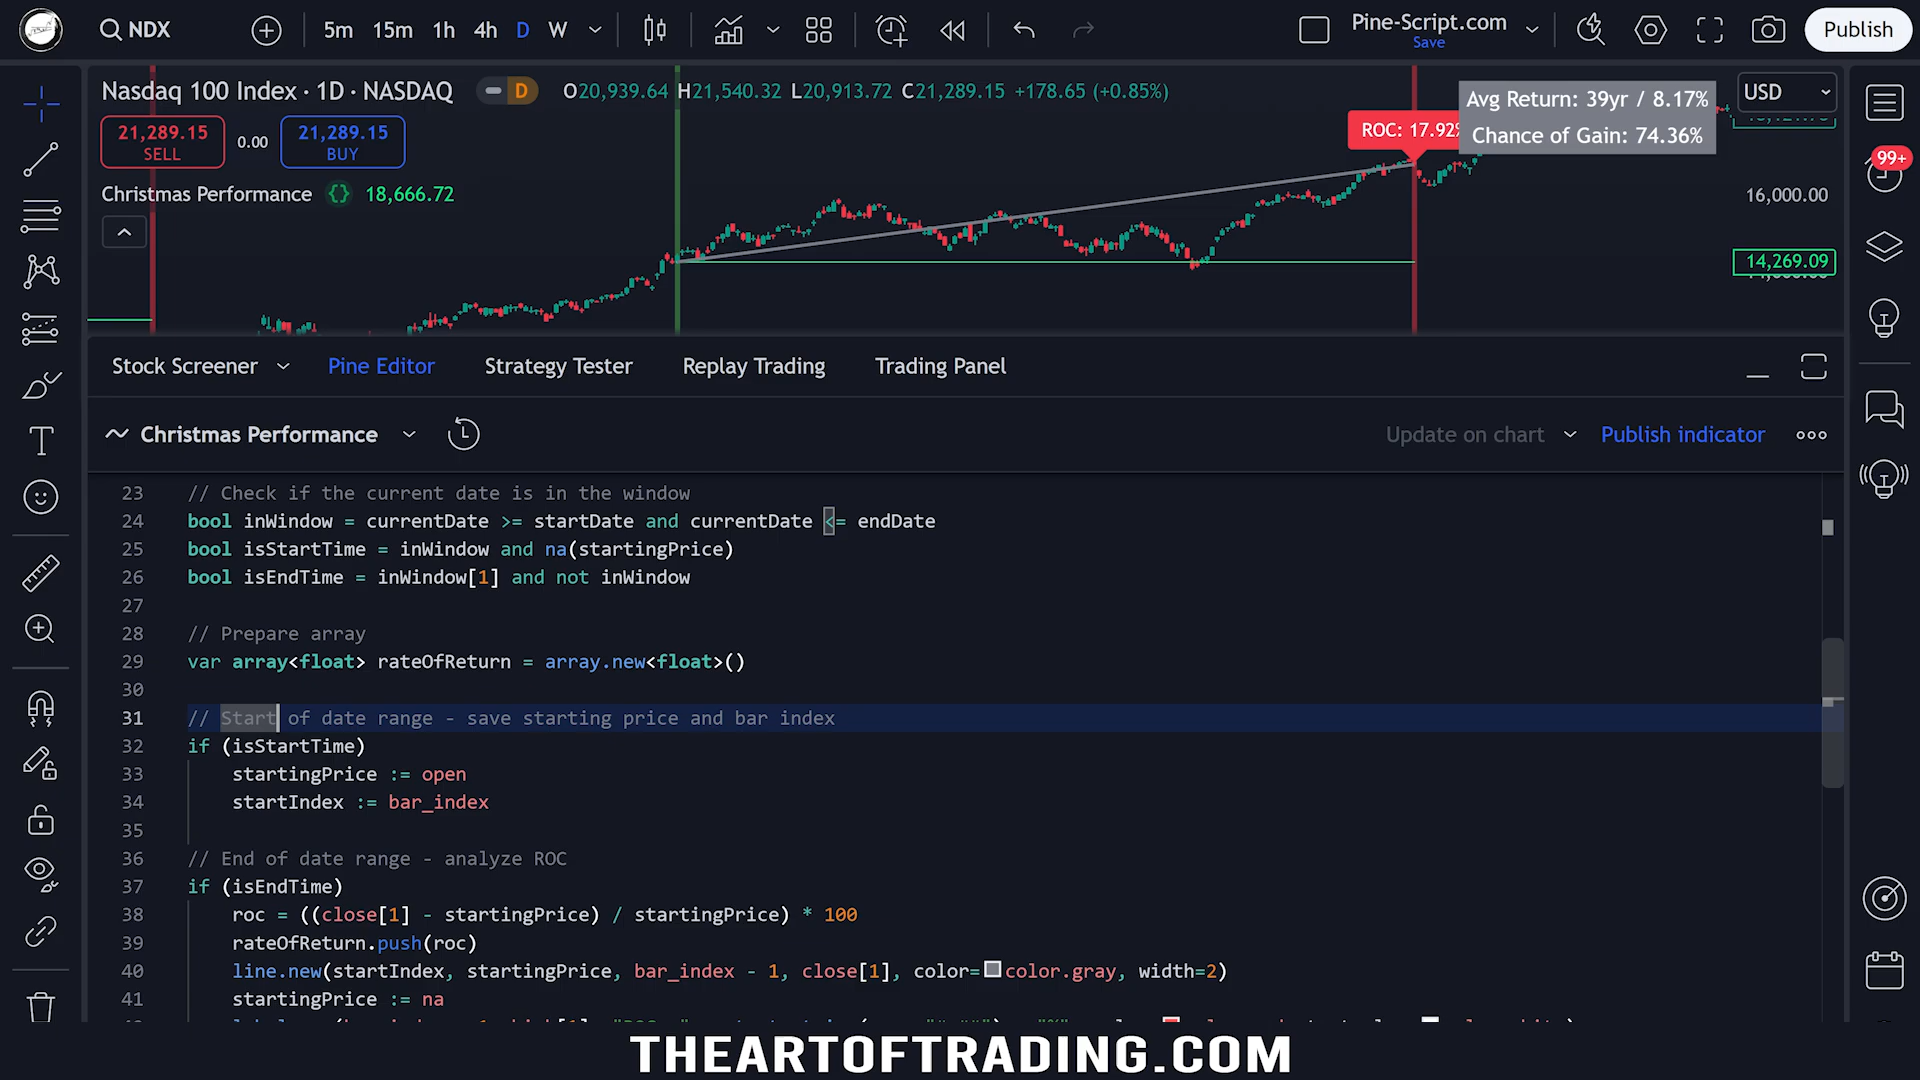 NDX
5m 15m 1h 4h D W
Pine-Script.com
Save
Publish
Nasdaq 100 Index · 1D · NASDAQ D O20,939.64 H21,540.32 L20,913.72 C21,289.15 +178.65 (+0.85%)
21,289.15
SELL
0.00
21,289.15
BUY
Christmas Performance {} 18,666.72
ROC: 17.92%
Avg Return: 39yr / 8.17%
Chance of Gain: 74.36%
USD
16,000.00
14,269.09
99+
Stock Screener Pine Editor Strategy Tester Replay Trading Trading Panel
Christmas Performance
Update on chart Publish indicator
23 // Check if the current date is in the window
24 bool inWindow = currentDate >= startDate and currentDate <= endDate
25 bool isStartTime = inWindow and na(startingPrice)
26 bool isEndTime = inWindow[1] and not inWindow
27
28 // Prepare array
29 var array<float> rateOfReturn = array.new<float>()
30
31 // Start of date range - save starting price and bar index
32 if (isStartTime)
33 startingPrice := open
34 startIndex := bar_index
35
36 // End of date range - analyze ROC
37 if (isEndTime)
38 roc = ((close[1] - startingPrice) / startingPrice) * 100
39 rateOfReturn.push(roc)
40 line.new(startIndex, startingPrice, bar_index - 1, close[1], color=color.gray, width=2)
41 startingPrice := na
THEARTOFTRADING.COM